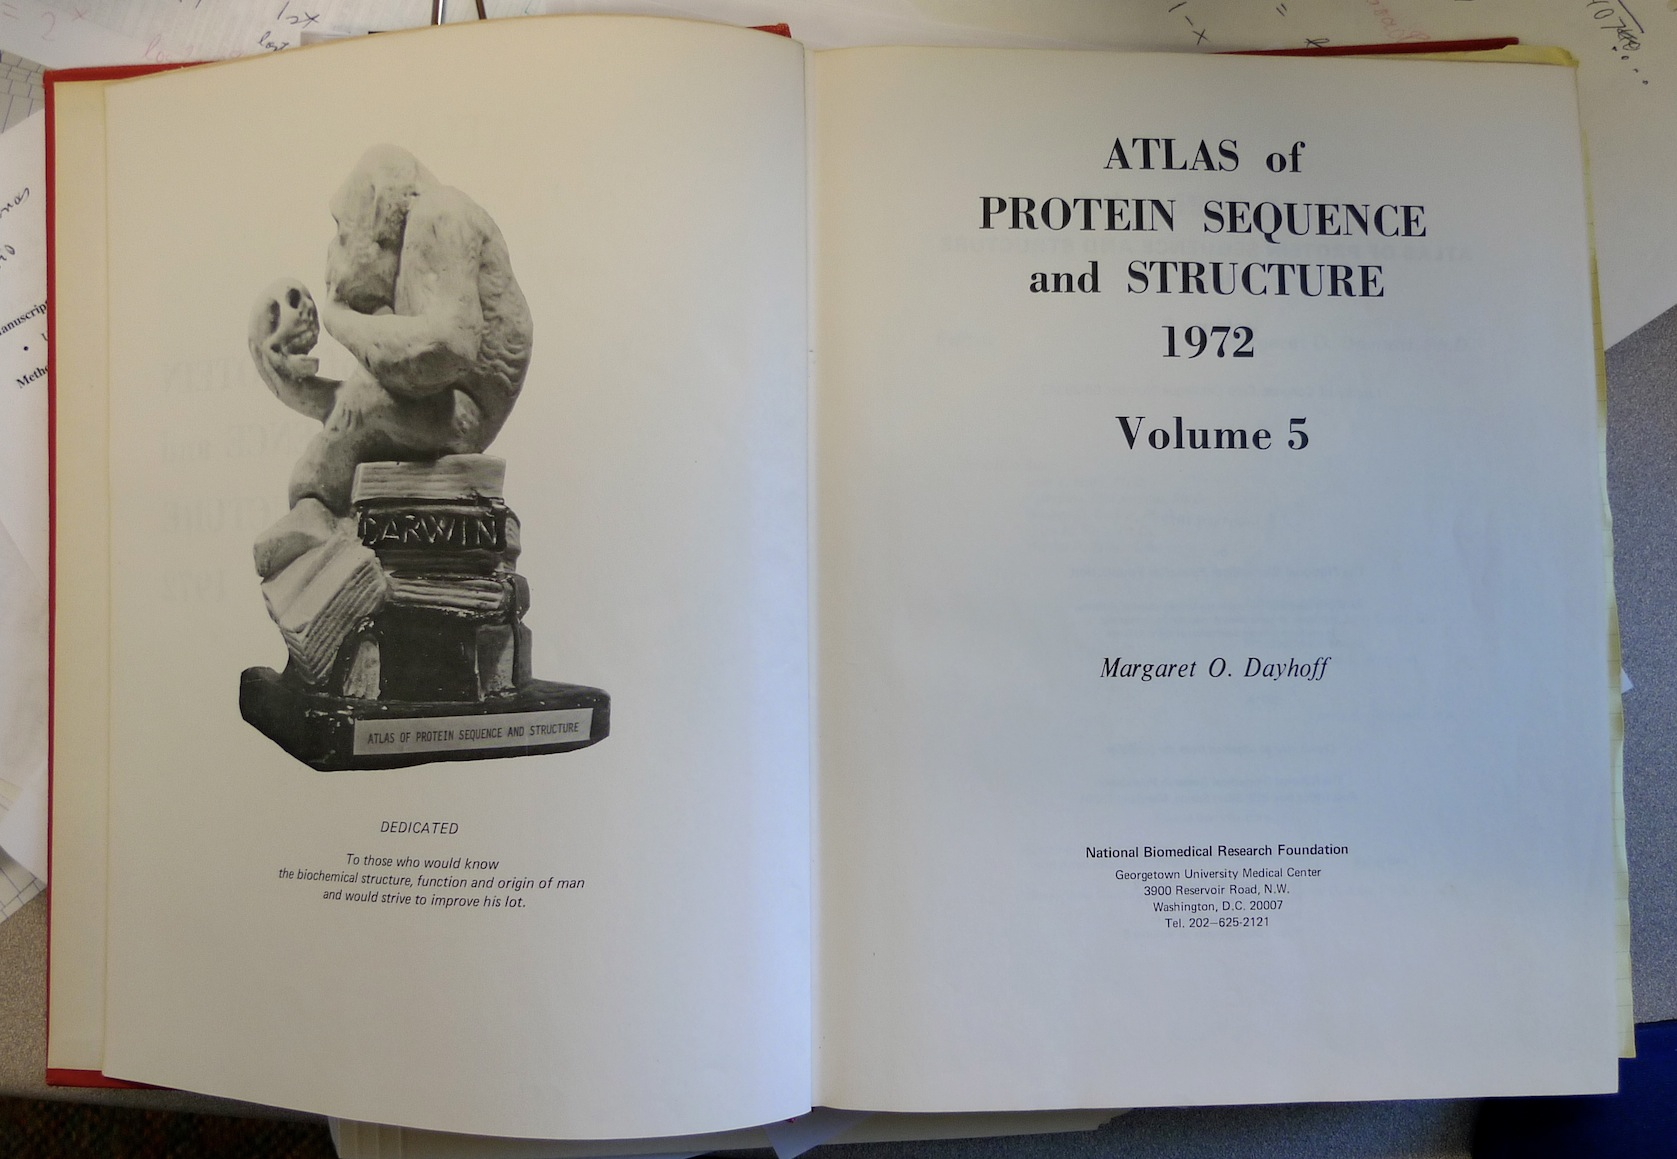 DARWIN
ATLAS OF PROTEIN SEQUENCE AND STRUCTURE
DEDICATED
To those who would know
the biochemical structure, function and origin of man
and would strive to improve his lot.
ATLAS of
PROTEIN SEQUENCE
and STRUCTURE
1972
Volume 5
Margaret O. Dayhoff
National Biomedical Research Foundation
Georgetown University Medical Center
3900 Reservoir Road, N.W.
Washington, D.C. 20007
Tel. 202–625-2121